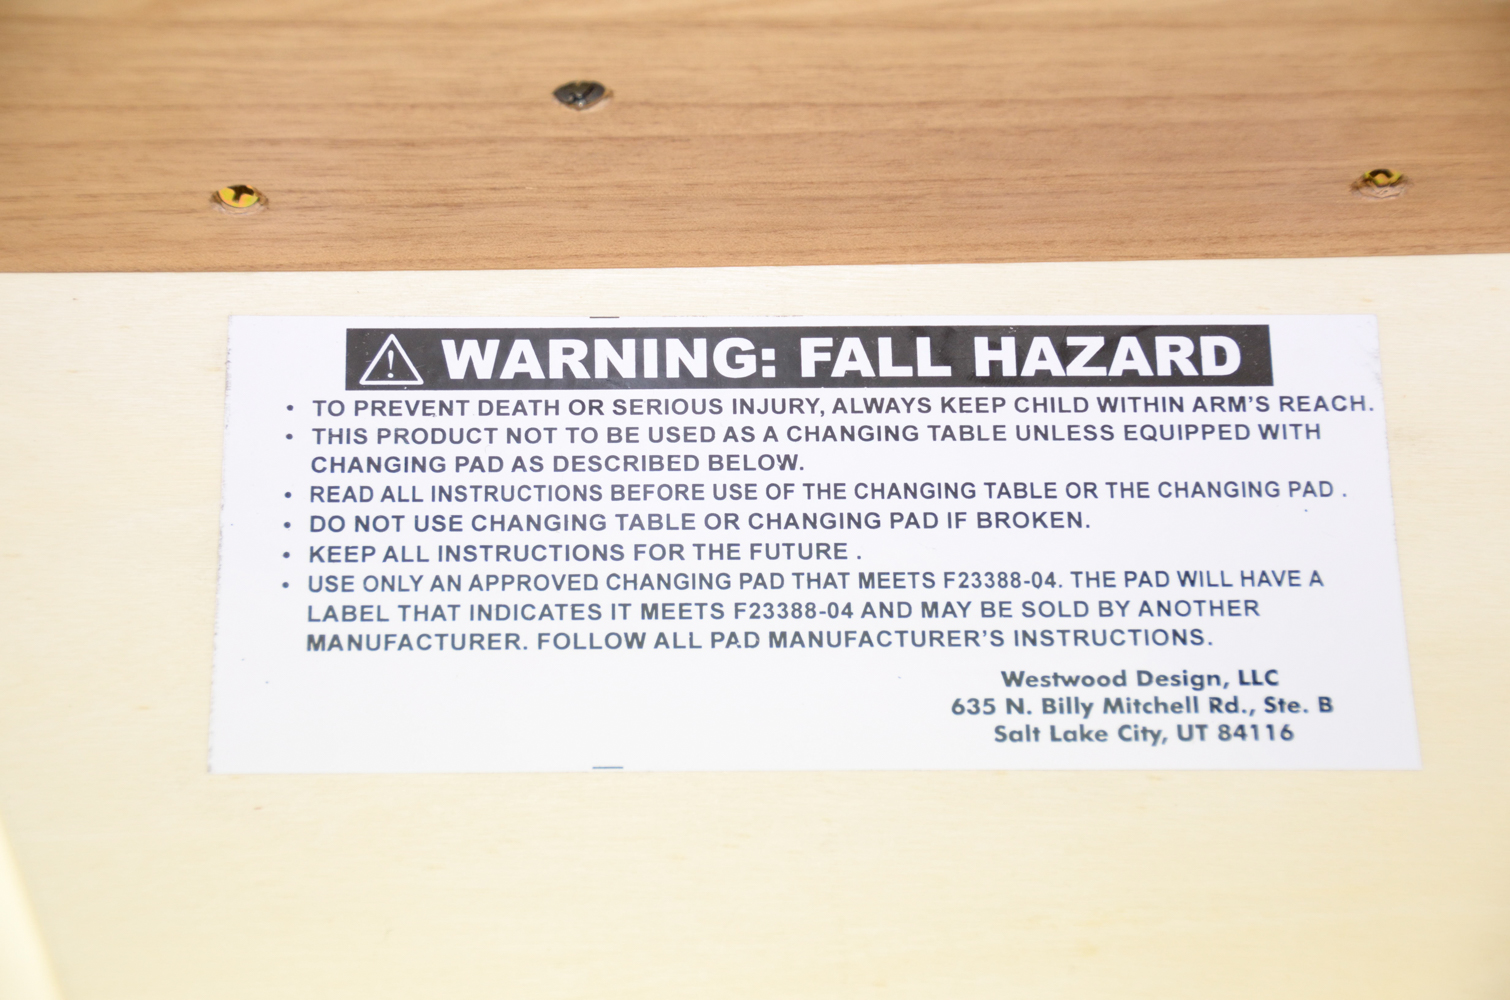 WARNING: FALL HAZARD
• TO PREVENT DEATH OR SERIOUS INJURY, ALWAYS KEEP CHILD WITHIN ARM'S REACH.
• THIS PRODUCT NOT TO BE USED AS A CHANGING TABLE UNLESS EQUIPPED WITH
CHANGING PAD AS DESCRIBED BELOW.
• READ ALL INSTRUCTIONS BEFORE USE OF THE CHANGING TABLE OR THE CHANGING PAD .
• DO NOT USE CHANGING TABLE OR CHANGING PAD IF BROKEN.
• KEEP ALL INSTRUCTIONS FOR THE FUTURE .
• USE ONLY AN APPROVED CHANGING PAD THAT MEETS F23388-04. THE PAD WILL HAVE A
LABEL THAT INDICATES IT MEETS F23388-04 AND MAY BE SOLD BY ANOTHER
MANUFACTURER. FOLLOW ALL PAD MANUFACTURER'S INSTRUCTIONS.
Westwood Design, LLC
635 N. Billy Mitchell Rd., Ste. B
Salt Lake City, UT 84116